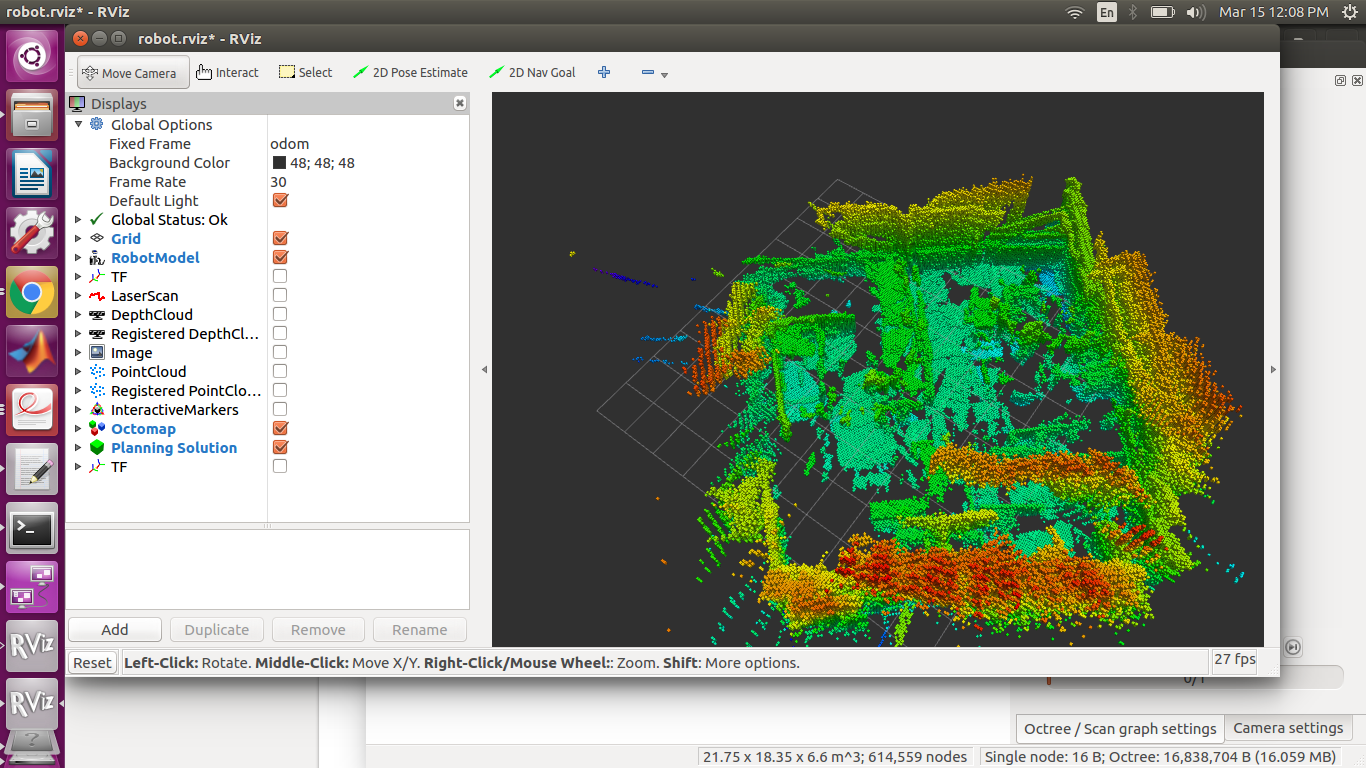 robot.rviz* - RViz
En
Mar 15 12:08 PM
robot.rviz* - RViz
Move Camera
Interact
Select
2D Pose Estimate
2D Nav Goal
Displays
Global Options
Fixed Frame odom
Background Color 48; 48; 48
Frame Rate 30
Default Light
Global Status: Ok
Grid
RobotModel
TF
LaserScan
DepthCloud
Registered DepthCl...
Image
PointCloud
Registered PointClo...
InteractiveMarkers
Octomap
Planning Solution
TF
Add
Duplicate
Remove
Rename
Reset
Left-Click: Rotate. Middle-Click: Move X/Y. Right-Click/Mouse Wheel:: Zoom. Shift: More options.
27 fps
RViz
RViz
Octree / Scan graph settings
Camera settings
21.75 x 18.35 x 6.6 m^3; 614,559 nodes
Single node: 16 B; Octree: 16,838,704 B (16.059 MB)